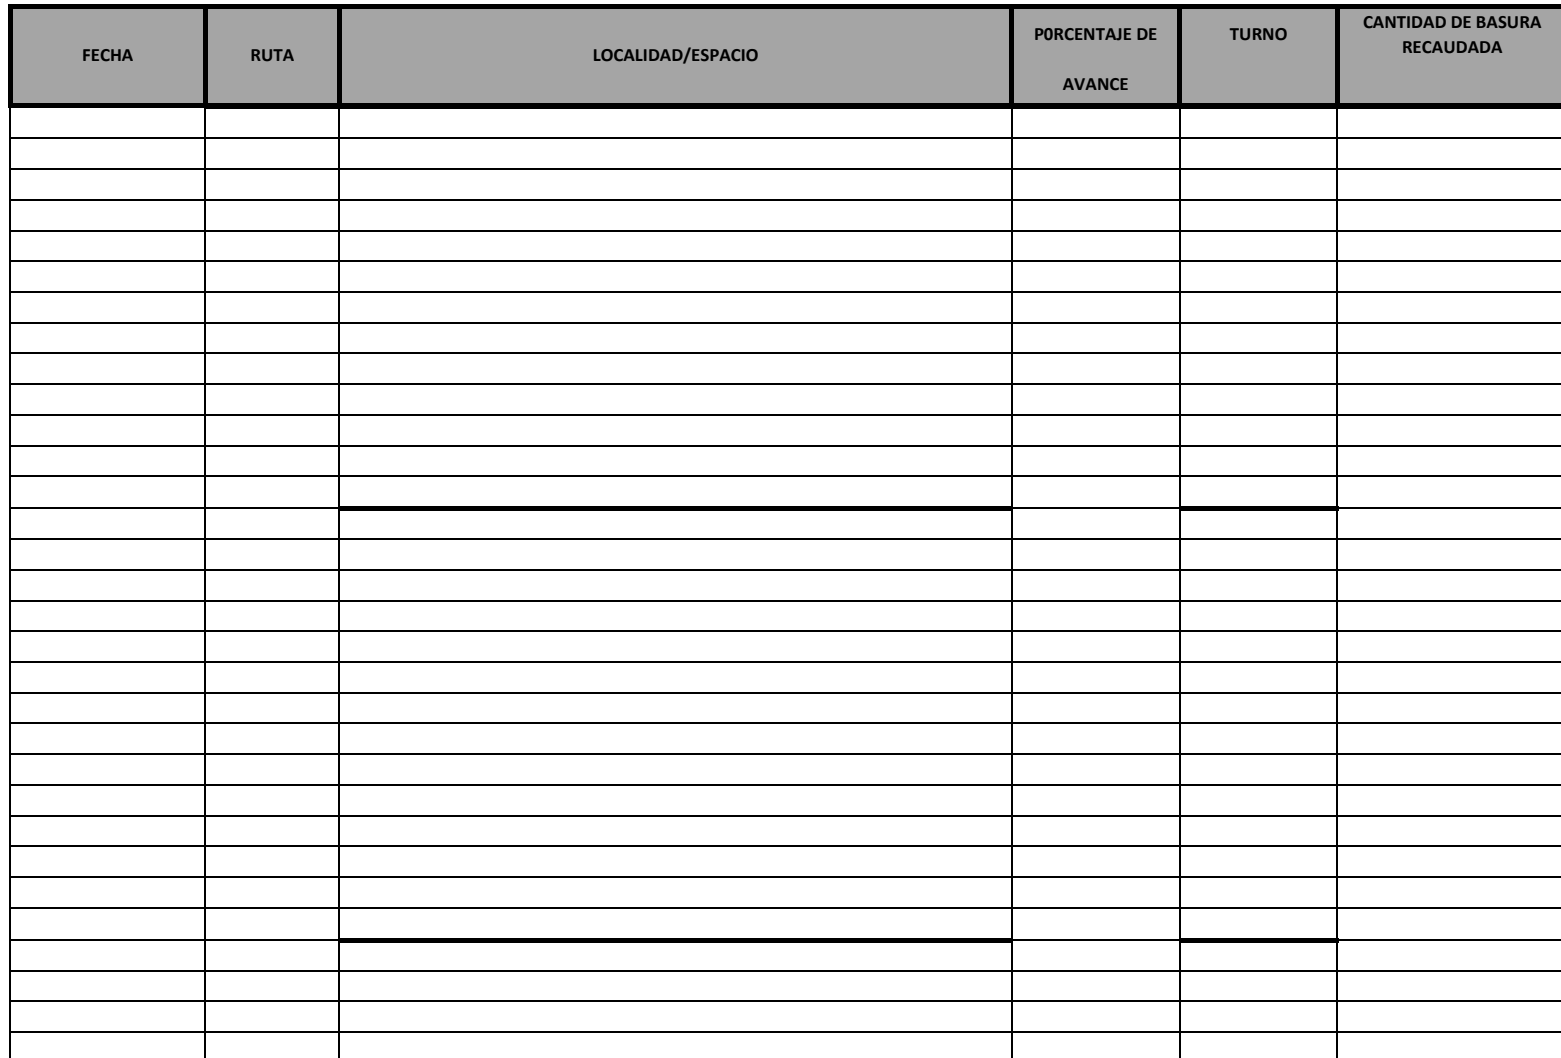 FECHA
RUTA
LOCALIDAD/ESPACIO
P0RCENTAJE DE
AVANCE
TURNO
CANTIDAD DE BASURA
RECAUDADA